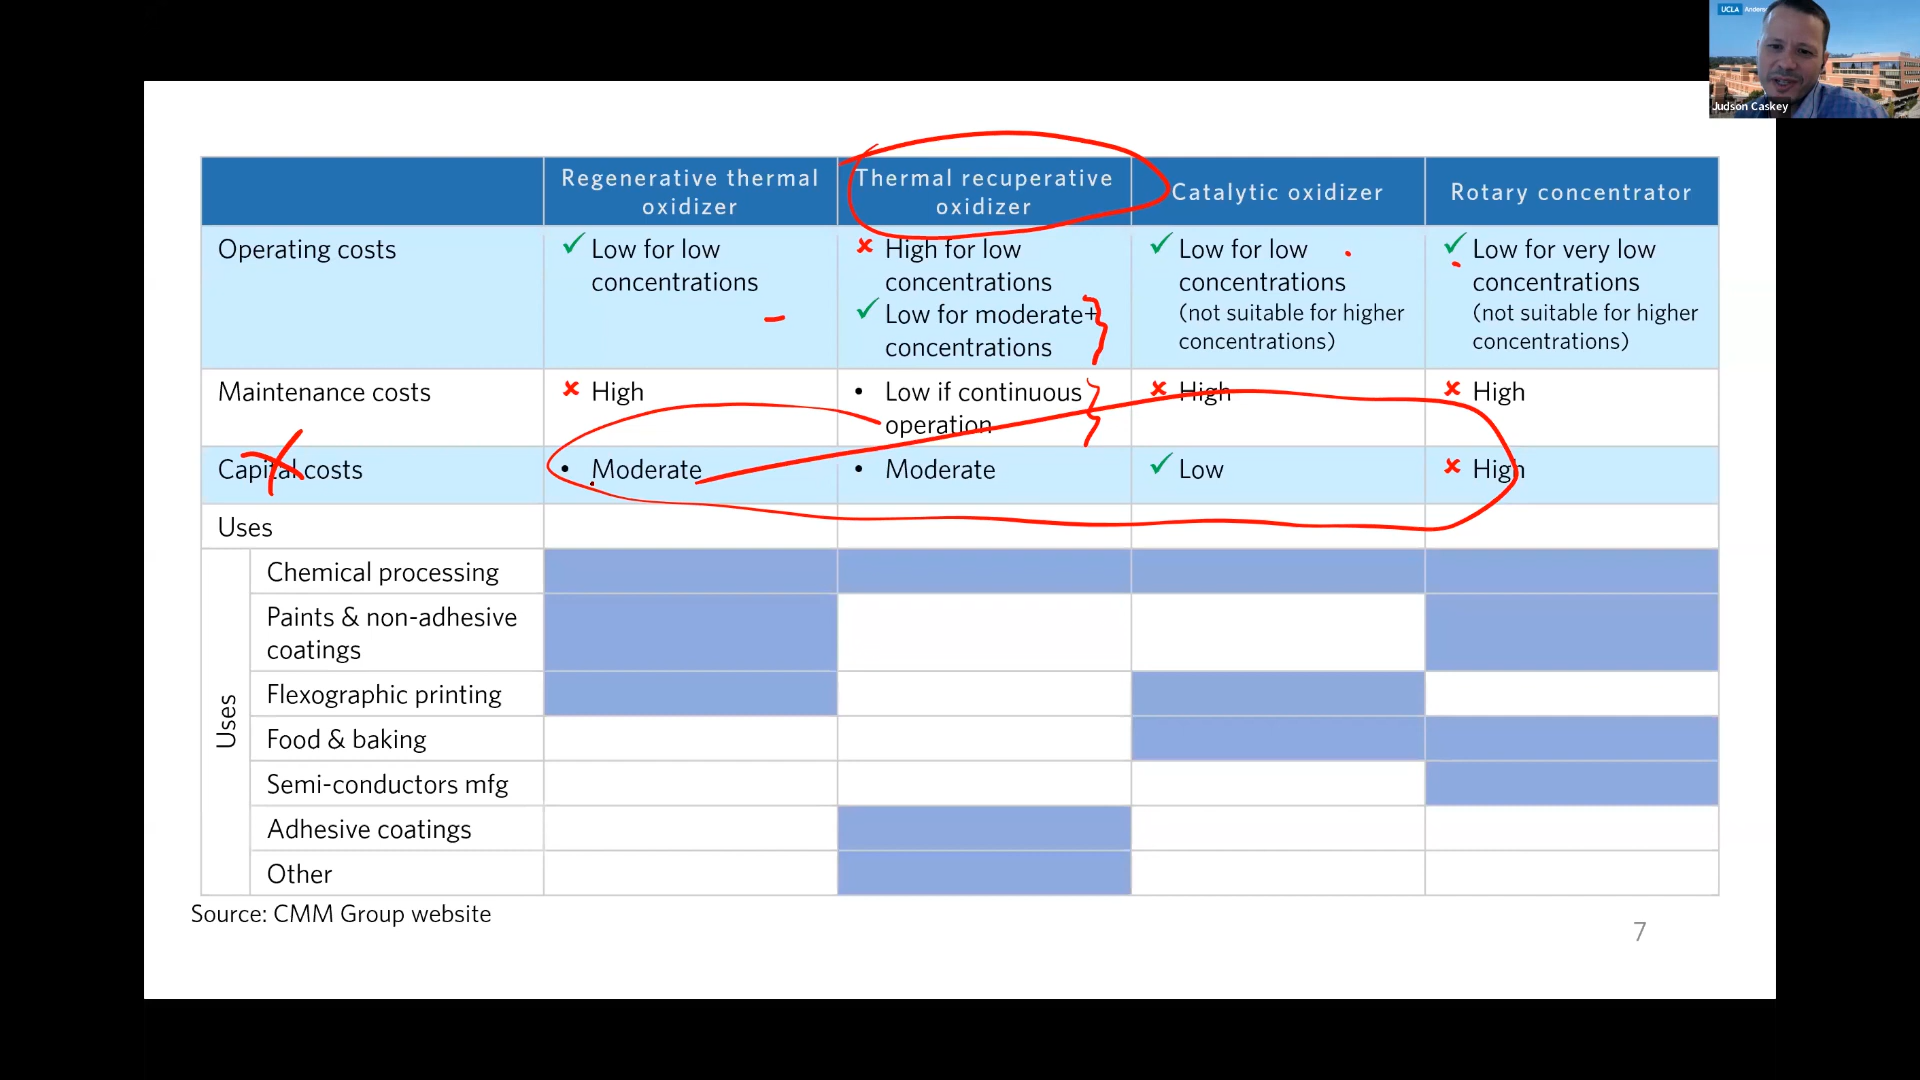 UCLA Anderson
Judson Caskey
Regenerative thermal oxidizer
Thermal recuperative oxidizer
Catalytic oxidizer
Rotary concentrator
Operating costs
✓ Low for low concentrations
✘ High for low concentrations
✓ Low for moderate+ concentrations
✓ Low for low concentrations
(not suitable for higher concentrations)
✓ Low for very low concentrations
(not suitable for higher concentrations)
Maintenance costs
✘ High
• Low if continuous operation
✘ High
✘ High
Capital costs
• Moderate
• Moderate
✓ Low
✘ High
Uses
Uses
Chemical processing
Paints & non-adhesive coatings
Flexographic printing
Food & baking
Semi-conductors mfg
Adhesive coatings
Other
Source: CMM Group website
7